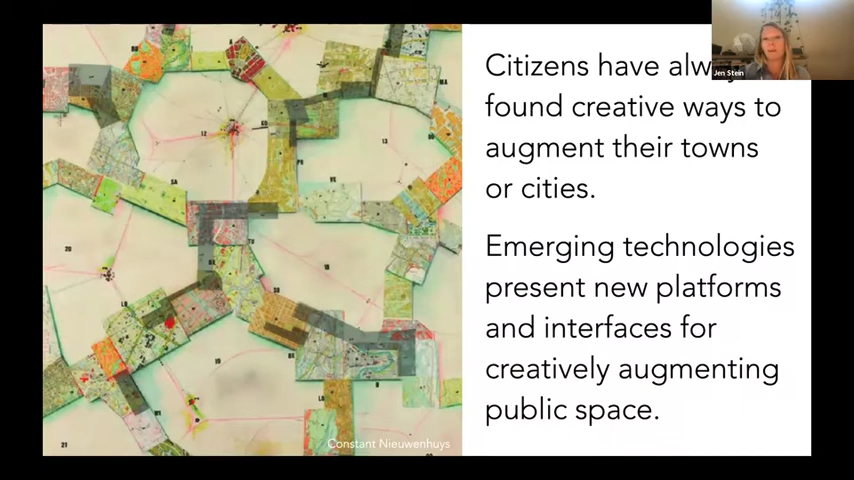 Citizens have alw
found creative ways to
augment their towns
or cities.
Emerging technologies
present new platforms
and interfaces for
creatively augmenting
public space.
Jen Stein
Constant Nieuwenhuys